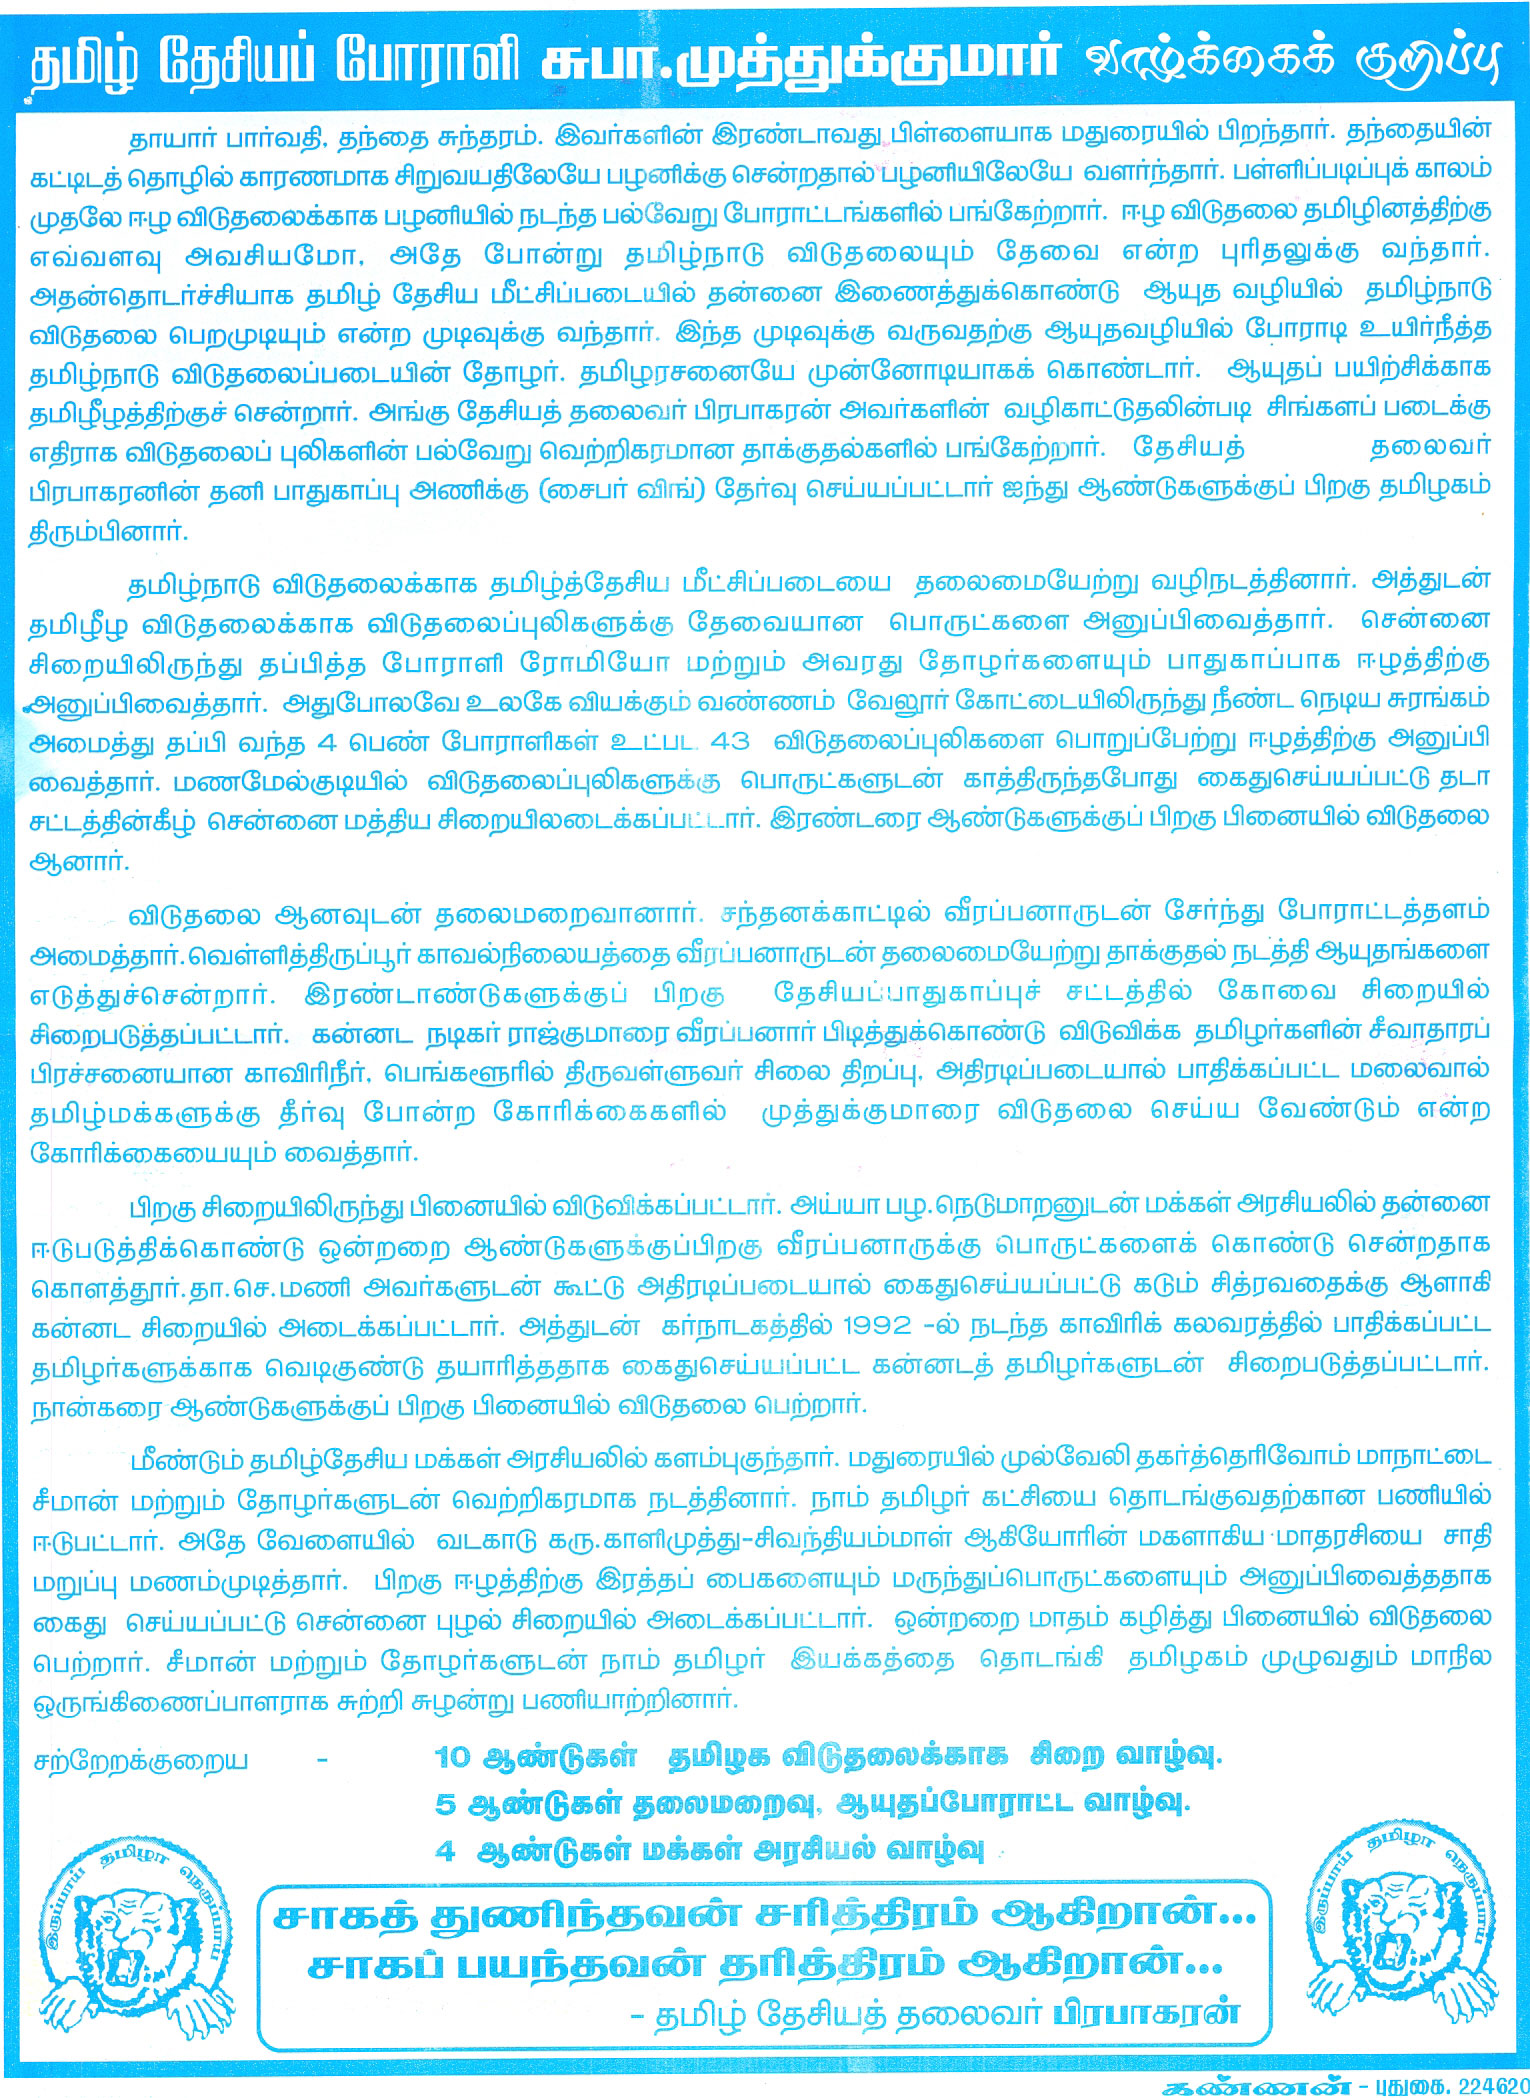 தமிழ் தேசியப் போராளி சுபா.முத்துக்குமார் வாழ்க்கைக் குறிப்பு
தாயார் பார்வதி, தந்தை சுந்தரம். இவர்களின் இரண்டாவது பிள்ளையாக மதுரையில் பிறந்தார். தந்தையின்
கட்டிடத் தொழில் காரணமாக சிறுவயதிலேயே பழனிக்கு சென்றதால் பழனியிலேயே வளர்ந்தார். பள்ளிப்படிப்புக் காலம்
முதலே ஈழ விடுதலைக்காக பழனியில் நடந்த பல்வேறு போராட்டங்களில் பங்கேற்றார். ஈழ விடுதலை தமிழினத்திற்கு
எவ்வளவு அவசியமோ, அதே போன்று தமிழ்நாடு விடுதலையும் தேவை என்ற புரிதலுக்கு வந்தார்.
அதன்தொடர்ச்சியாக தமிழ் தேசிய மீட்சிப்படையில் தன்னை இணைத்துக்கொண்டு ஆயுத வழியில் தமிழ்நாடு
விடுதலை பெறமுடியும் என்ற முடிவுக்கு வந்தார். இந்த முடிவுக்கு வருவதற்கு ஆயுதவழியில் போராடி உயிர்நீத்த
தமிழ்நாடு விடுதலைப்படையின் தோழர். தமிழரசனையே முன்னோடியாகக் கொண்டார். ஆயுதப் பயிற்சிக்காக
தமிழீழத்திற்குச் சென்றார். அங்கு தேசியத் தலைவர் பிரபாகரன் அவர்களின் வழிகாட்டுதலின்படி சிங்களப் படைக்கு
எதிராக விடுதலைப் புலிகளின் பல்வேறு வெற்றிகரமான தாக்குதல்களில் பங்கேற்றார். தேசியத் தலைவர்
பிரபாகரனின் தனி பாதுகாப்பு அணிக்கு (சைபர் விங்) தேர்வு செய்யப்பட்டார் ஐந்து ஆண்டுகளுக்குப் பிறகு தமிழகம்
திரும்பினார்.
தமிழ்நாடு விடுதலைக்காக தமிழ்த்தேசிய மீட்சிப்படையை தலைமையேற்று வழிநடத்தினார். அத்துடன்
தமிழீழ விடுதலைக்காக விடுதலைப்புலிகளுக்கு தேவையான பொருட்களை அனுப்பிவைத்தார். சென்னை
சிறையிலிருந்து தப்பித்த போராளி ரோமியோ மற்றும் அவரது தோழர்களையும் பாதுகாப்பாக ஈழத்திற்கு
அனுப்பிவைத்தார். அதுபோலவே உலகே வியக்கும் வண்ணம் வேலூர் கோட்டையிலிருந்து நீண்ட நெடிய சுரங்கம்
அமைத்து தப்பி வந்த 4 பெண் போராளிகள் உட்பட 43 விடுதலைப்புலிகளை பொறுப்பேற்று ஈழத்திற்கு அனுப்பி
வைத்தார். மணமேல்குடியில் விடுதலைப்புலிகளுக்கு பொருட்களுடன் காத்திருந்தபோது கைதுசெய்யப்பட்டு தடா
சட்டத்தின்கீழ் சென்னை மத்திய சிறையிலடைக்கப்பட்டார். இரண்டரை ஆண்டுகளுக்குப் பிறகு பினையில் விடுதலை
ஆனார்.
விடுதலை ஆனவுடன் தலைமறைவானார். சந்தனக்காட்டில் வீரப்பனாருடன் சேர்ந்து போராட்டத்தளம்
அமைத்தார்.வெள்ளித்திருப்பூர் காவல்நிலையத்தை வீரப்பனாருடன் தலைமையேற்று தாக்குதல் நடத்தி ஆயுதங்களை
எடுத்துச்சென்றார். இரண்டாண்டுகளுக்குப் பிறகு தேசியப்பாதுகாப்புச் சட்டத்தில் கோவை சிறையில்
சிறைபடுத்தப்பட்டார். கன்னட நடிகர் ராஜ்குமாரை வீரப்பனார் பிடித்துக்கொண்டு விடுவிக்க தமிழர்களின் சீவாதாரப்
பிரச்சனையான காவிரிநீர், பெங்களூரில் திருவள்ளுவர் சிலை திறப்பு, அதிரடிப்படையால் பாதிக்கப்பட்ட மலைவால்
தமிழ்மக்களுக்கு தீர்வு போன்ற கோரிக்கைகளில் முத்துக்குமாரை விடுதலை செய்ய வேண்டும் என்ற
கோரிக்கையையும் வைத்தார்.
பிறகு சிறையிலிருந்து பினையில் விடுவிக்கப்பட்டார். அய்யா பழ.நெடுமாறனுடன் மக்கள் அரசியலில் தன்னை
ஈடுபடுத்திக்கொண்டு ஒன்றறை ஆண்டுகளுக்குப்பிறகு வீரப்பனாருக்கு பொருட்களைக் கொண்டு சென்றதாக
கொளத்தூர்.தா.செ.மணி அவர்களுடன் கூட்டு அதிரடிப்படையால் கைதுசெய்யப்பட்டு கடும் சித்ரவதைக்கு ஆளாகி
கன்னட சிறையில் அடைக்கப்பட்டார். அத்துடன் கர்நாடகத்தில் 1992 -ல் நடந்த காவிரிக் கலவரத்தில் பாதிக்கப்பட்ட
தமிழர்களுக்காக வெடிகுண்டு தயாரித்ததாக கைதுசெய்யப்பட்ட கன்னடத் தமிழர்களுடன் சிறைபடுத்தப்பட்டார்.
நான்கரை ஆண்டுகளுக்குப் பிறகு பினையில் விடுதலை பெற்றார்.
மீண்டும் தமிழ்தேசிய மக்கள் அரசியலில் களம்புகுந்தார். மதுரையில் முல்வேலி தகர்த்தெரிவோம் மாநாட்டை
சீமான் மற்றும் தோழர்களுடன் வெற்றிகரமாக நடத்தினார். நாம் தமிழர் கட்சியை தொடங்குவதற்கான பணியில்
ஈடுபட்டார். அதே வேளையில் வடகாடு கரு.காளிமுத்து-சிவந்தியம்மாள் ஆகியோரின் மகளாகிய மாதரசியை சாதி
மறுப்பு மணம்முடித்தார். பிறகு ஈழத்திற்கு இரத்தப் பைகளையும் மருந்துப்பொருட்களையும் அனுப்பிவைத்ததாக
கைது செய்யப்பட்டு சென்னை புழல் சிறையில் அடைக்கப்பட்டார். ஒன்றறை மாதம் கழித்து பினையில் விடுதலை
பெற்றார். சீமான் மற்றும் தோழர்களுடன் நாம் தமிழர் இயக்கத்தை தொடங்கி தமிழகம் முழுவதும் மாநில
ஒருங்கிணைப்பாளராக சுற்றி சுழன்று பணியாற்றினார்.
சற்றேறக்குறைய - 10 ஆண்டுகள் தமிழக விடுதலைக்காக சிறை வாழ்வு.
5 ஆண்டுகள் தலைமறைவு, ஆயுதப்போராட்ட வாழ்வு.
4 ஆண்டுகள் மக்கள் அரசியல் வாழ்வு
இருப்பாய் தமிழா நெருப்பாய்
இருப்பாய் தமிழா நெருப்பாய்
சாகத் துணிந்தவன் சரித்திரம் ஆகிறான்...
சாகப் பயந்தவன் தரித்திரம் ஆகிறான்...
- தமிழ் தேசியத் தலைவர் பிரபாகரன்
கண்ணன் - புதுகை. 224620